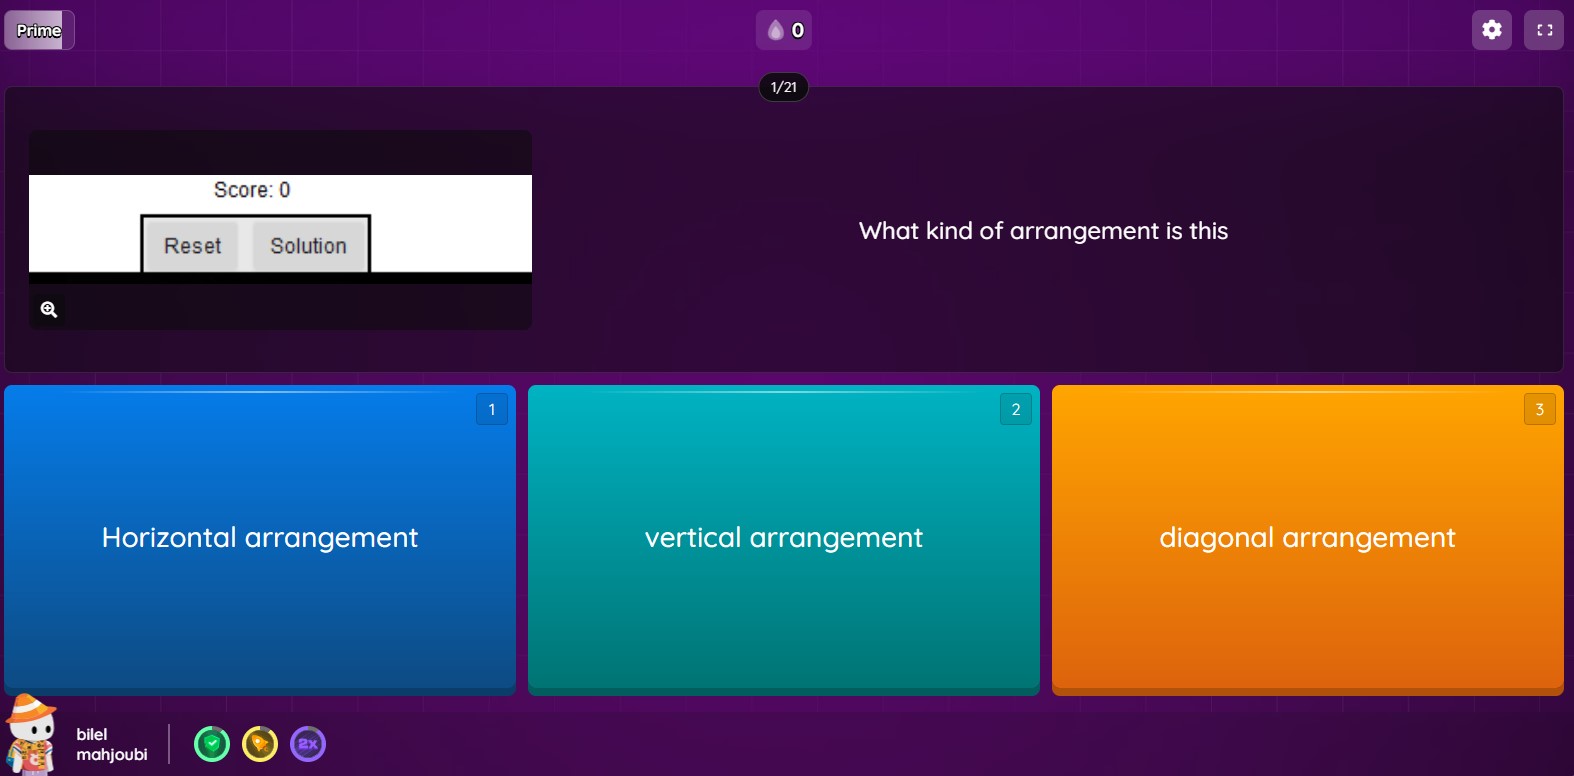 Prime
0
1/21
Score: 0
Reset Solution
What kind of arrangement is this
1
Horizontal arrangement
2
vertical arrangement
3
diagonal arrangement
bilel
mahjoubi
2x